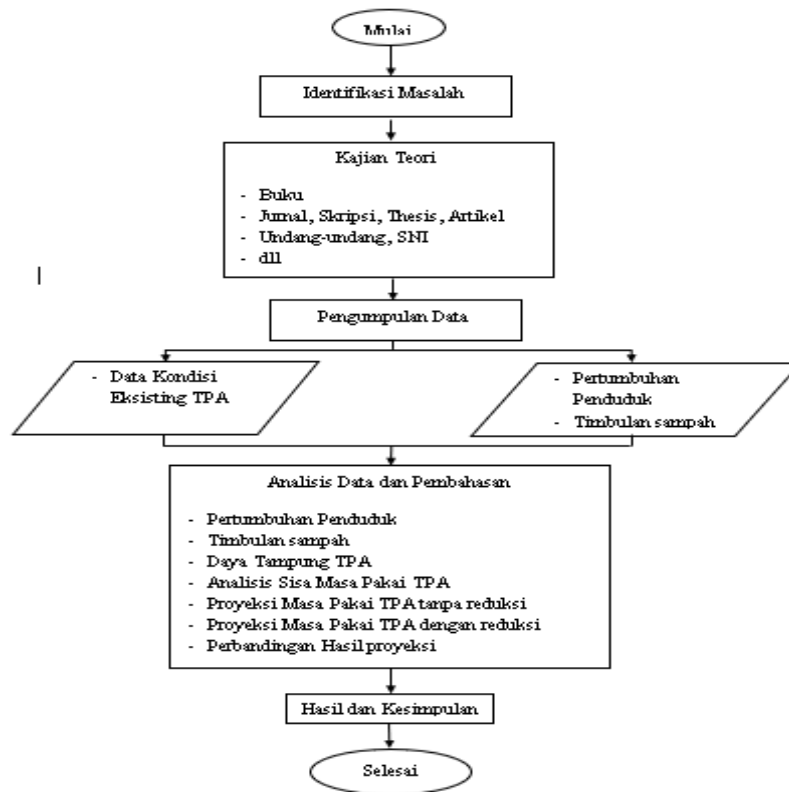 Mulai
Identifikasi Masalah
Kajian Teori
- Buku
- Jurnal, Skripsi, Thesis, Artikel
- Undang-undang, SNI
- dll
Pengumpulan Data
- Data Kondisi
Eksisting TPA
- Pertumbuhan
Penduduk
- Timbulan sampah
Analisis Data dan Pembahasan
- Pertumbuhan Penduduk
- Timbulan sampah
- Daya Tampung TPA
- Analisis Sisa Masa Pakai TPA
- Proyeksi Masa Pakai TPA tanpa reduksi
- Proyeksi Masa Pakai TPA dengan reduksi
- Perbandingan Hasil proyeksi
Hasil dan Kesimpulan
Selesai